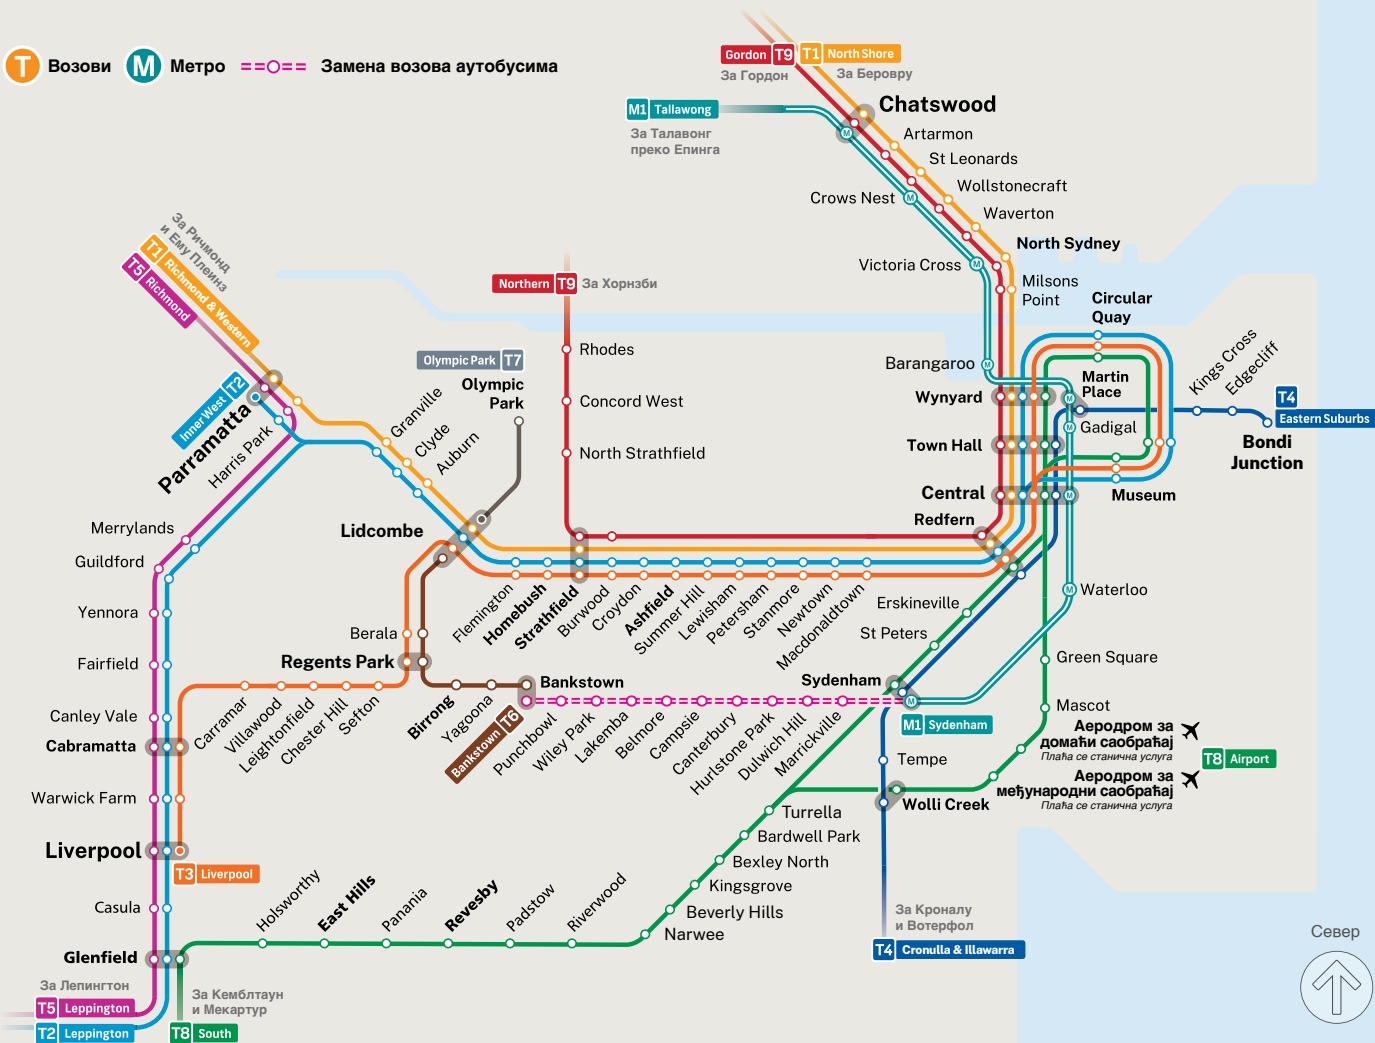 T Возови
M Метро
Замена возова аутобусима
Gordon T9
T1 North Shore
За Гордон
За Беровру
M1 Tallawong
За Талавонг
преко Епинга
Chatswood
Artarmon
St Leonards
Wollstonecraft
Waverton
North Sydney
Milsons
Point
Crows Nest
Victoria Cross
Barangaroo
M
M
M
M
M
M
M
M
M
За Ричмонд
и Ему Плеинз
T1 Richmond & Western
T5 Richmond
Inner West T2
Parramatta
Harris Park
Northern T9
За Хорнзби
Rhodes
Concord West
North Strathfield
Olympic Park T7
Olympic
Park
Granville
Clyde
Auburn
Lidcombe
Circular
Quay
Martin
Place
Gadigal
Wynyard
Town Hall
Central
Redfern
Museum
Kings Cross
Edgecliff
T4
Eastern Suburbs
Bondi
Junction
Merrylands
Guildford
Yennora
Fairfield
Canley Vale
Cabramatta
Warwick Farm
Liverpool
T3 Liverpool
Casula
Glenfield
За Лепингтон
T5 Leppington
T2 Leppington
За Кемблтаун
и Мекартур
T8 South
Berala
Regents Park
Carramar
Villawood
Leightonfield
Chester Hill
Sefton
Birrong
Yagoona
Bankstown
Bankstown T6
Flemington
Homebush
Strathfield
Burwood
Croydon
Ashfield
Summer Hill
Lewisham
Petersham
Stanmore
Newtown
Macdonaldtown
Punchbowl
Wiley Park
Lakemba
Belmore
Campsie
Canterbury
Hurlstone Park
Dulwich Hill
Marrickville
Erskineville
St Peters
Sydenham
M1 Sydenham
Waterloo
Green Square
Mascot
Аеродром за
домаћи саобраћај
Плаћа се станична услуга
T8 Airport
Аеродром за
међународни саобраћај
Плаћа се станична услуга
Tempe
Wolli Creek
Turrella
Bardwell Park
Bexley North
Kingsgrove
Beverly Hills
Narwee
Holsworthy
East Hills
Panania
Revesby
Padstow
Riverwood
За Кроналу
и Вотерфол
T4 Cronulla & Illawarra
Север